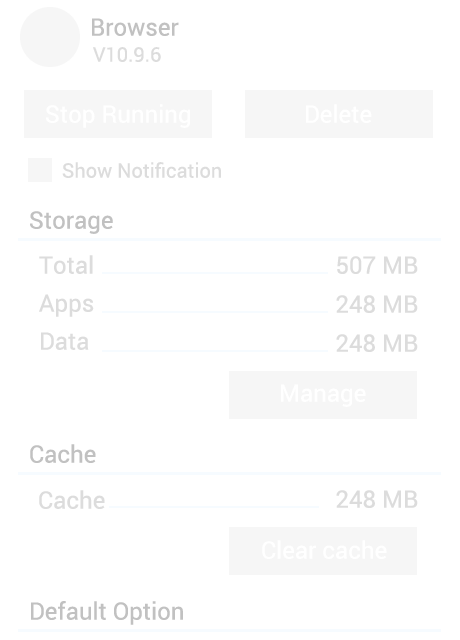 Browser
V10.9.6
Stop Running Delete
Show Notification
Storage
Total 507 MB
Apps 248 MB
Data 248 MB
Manage
Cache
Cache 248 MB
Clear cache
Default Option